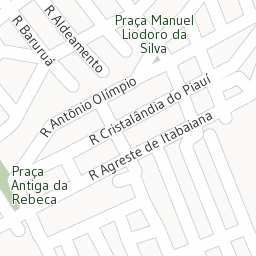 Praça Manuel
Liodoro da
Silva
R Aldeamento
R Baruruá
R Antônio Olímpio
R Cristalândia do Piauí
R Agreste de Itabaiana
Praça
Antiga da
Rebeca